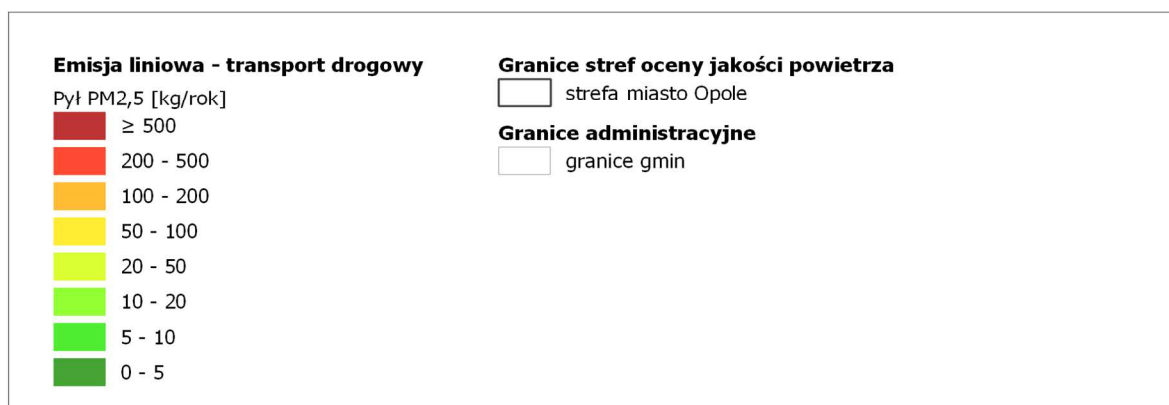 Emisja liniowa - transport drogowy
Pył PM2,5 [kg/rok]
≥ 500
200 - 500
100 - 200
50 - 100
20 - 50
10 - 20
5 - 10
0 - 5
Granice stref oceny jakości powietrza
strefa miasto Opole
Granice administracyjne
granice gmin